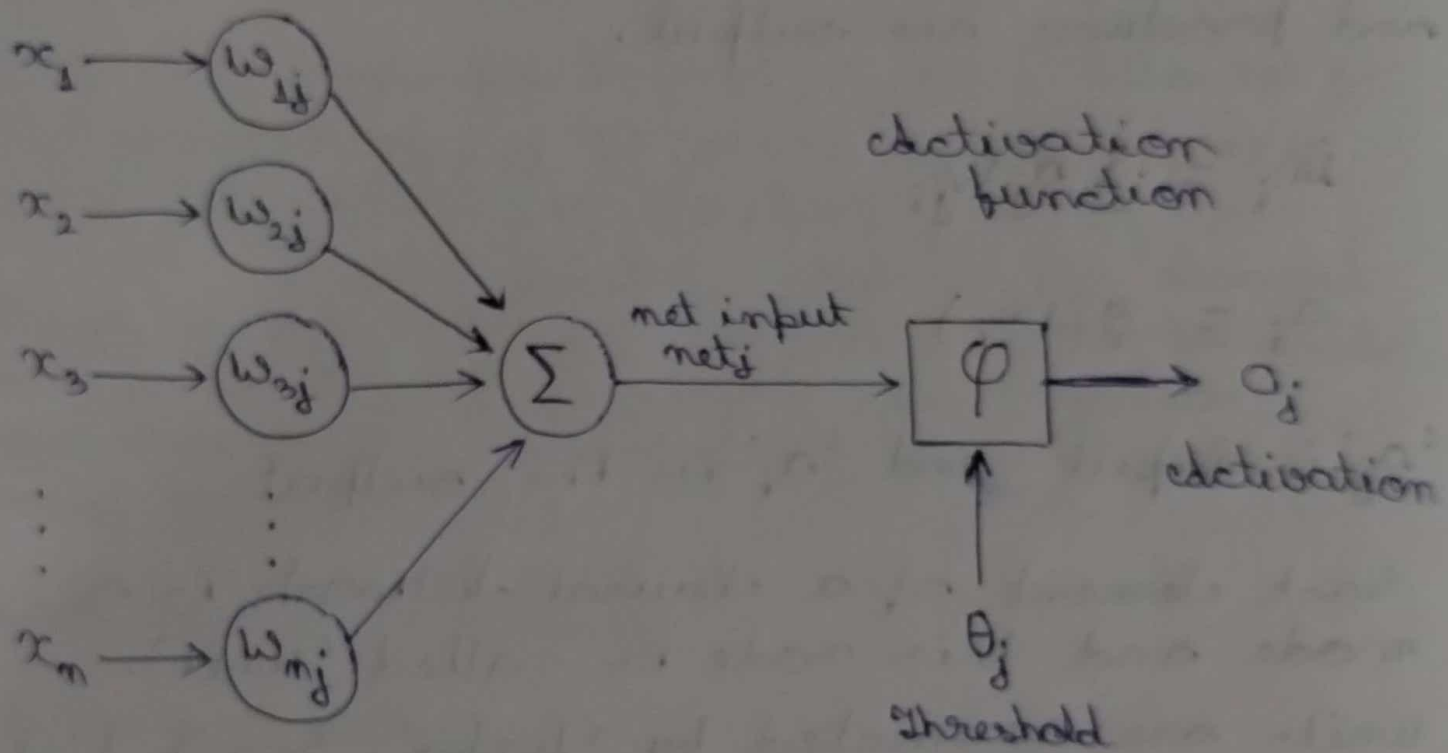 x₁ w₁ⱼ
Activation
function
x₂ w₂ⱼ
net input
netⱼ
x₃ w₃ⱼ Σ φ Oⱼ
Activation
xₙ wₙⱼ θⱼ
Threshold